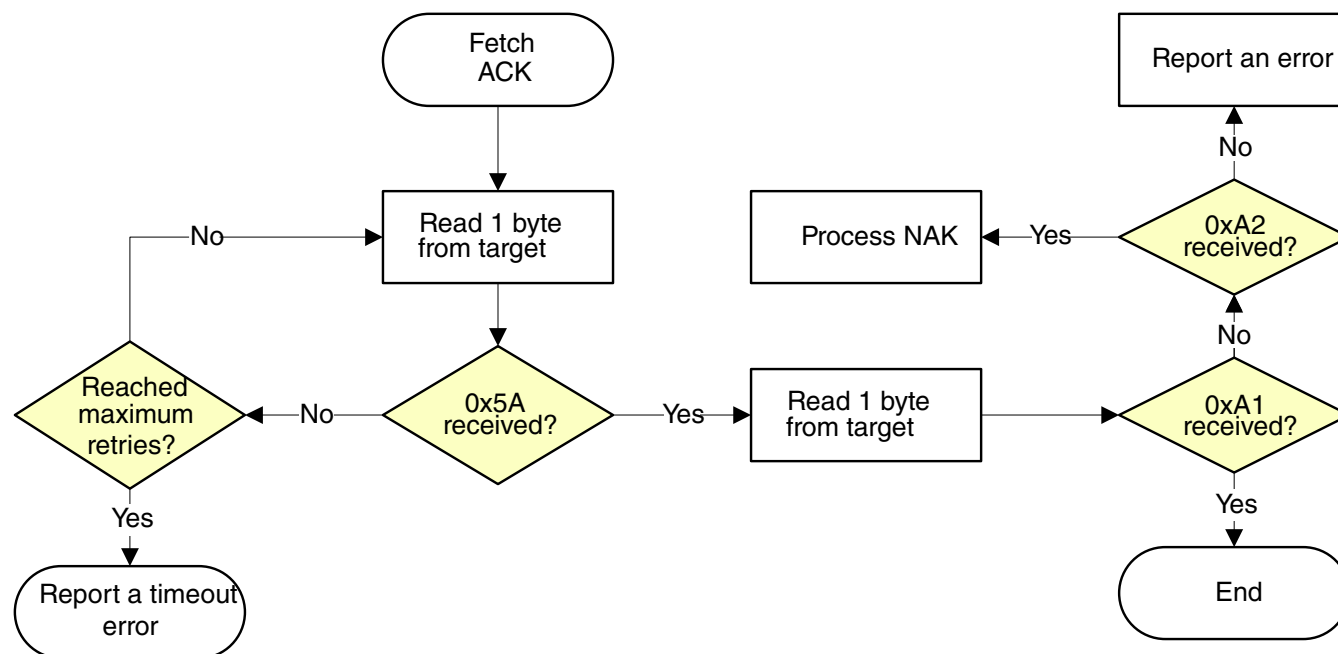 Fetch
ACK
Report an error
No
No
Read 1 byte
from target
Process NAK
Yes
0xA2
received?
No
Reached
maximum
retries?
No
0x5A
received?
Yes
Read 1 byte
from target
0xA1
received?
Yes
Yes
Report a timeout
error
End